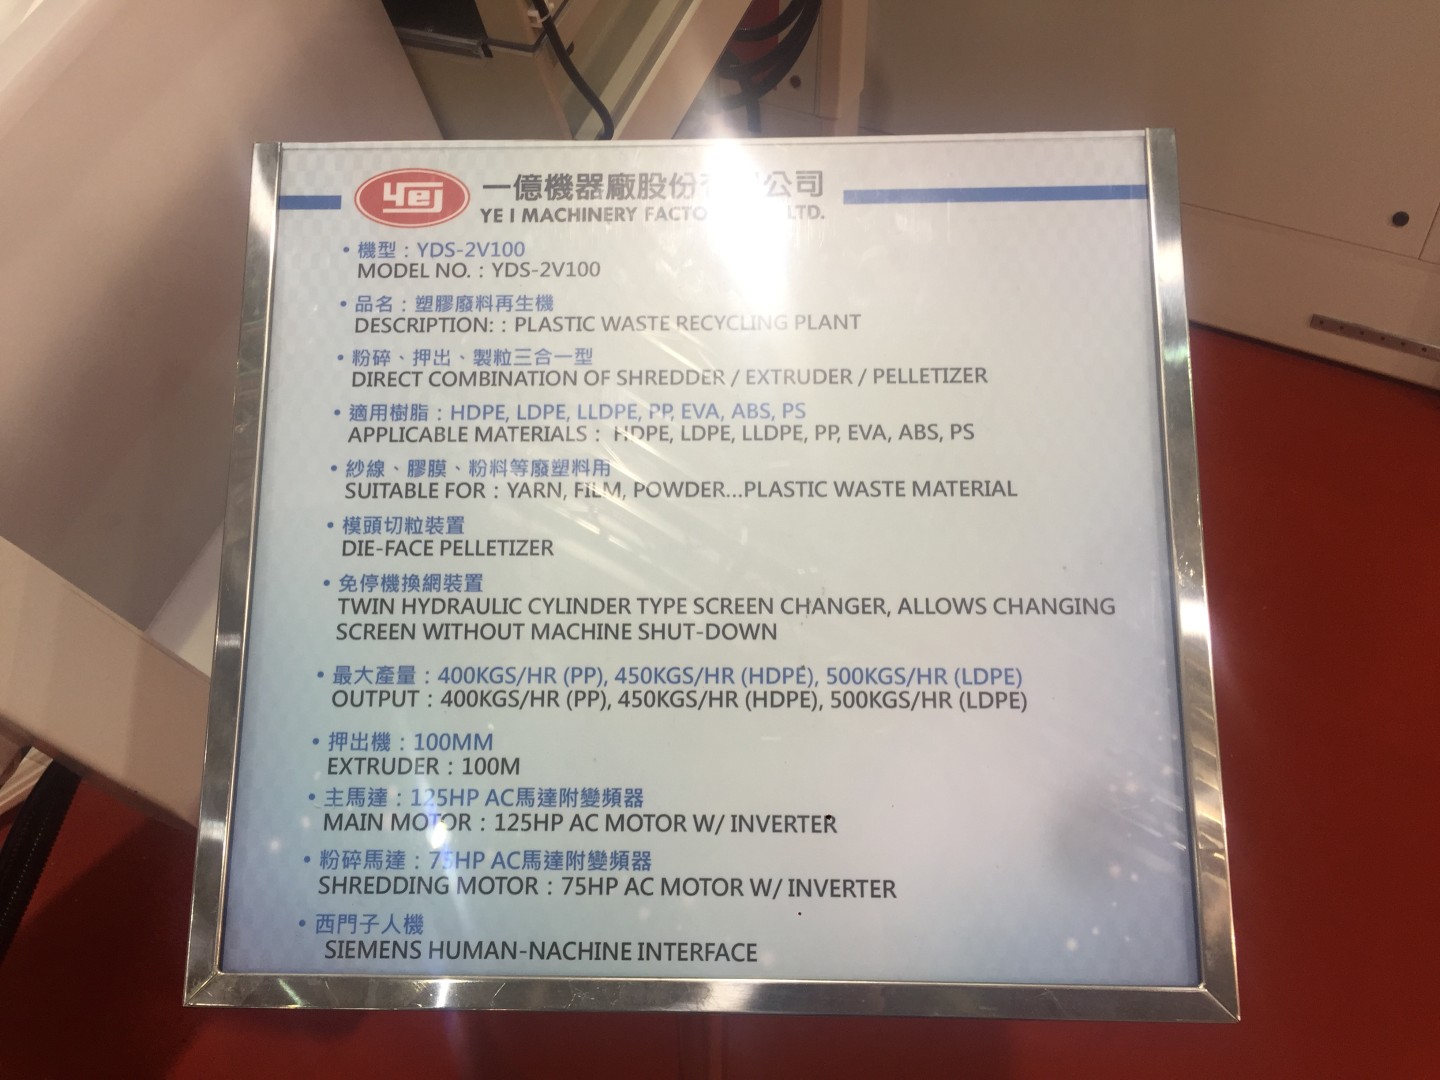 yei
一億機器廠股份 公司
YE I MACHINERY LTD.
• 機型：YDS-2V100
MODEL NO.：YDS-2V100
• 品名：塑膠廢料再生機
DESCRIPTION:：PLASTIC WASTE RECYCLING PLANT
• 粉碎、押出、製粒三合一型
DIRECT COMBINATION OF SHREDDER / EXTRUDER / PELLETIZER
• 適用樹脂：HDPE, LDPE, LLDPE, PP, EVA, ABS, PS
APPLICABLE MATERIALS： HDPE, LDPE, LLDPE, PP, EVA, ABS, PS
• 紗線、膠膜、粉料等廢塑料用
SUITABLE FOR：YARN, FILM, POWDER...PLASTIC WASTE MATERIAL
• 模頭切粒裝置
DIE-FACE PELLETIZER
• 免停機換網裝置
TWIN HYDRAULIC CYLINDER TYPE SCREEN CHANGER, ALLOWS CHANGING
SCREEN WITHOUT MACHINE SHUT-DOWN
• 最大產量：400KGS/HR (PP), 450KGS/HR (HDPE), 500KGS/HR (LDPE)
OUTPUT：400KGS/HR (PP), 450KGS/HR (HDPE), 500KGS/HR (LDPE)
• 押出機：100MM
EXTRUDER：100M
• 主馬達：125HP AC馬達附變頻器
MAIN MOTOR：125HP AC MOTOR W/ INVERTER
• 粉碎馬達：75HP AC馬達附變頻器
SHREDDING MOTOR：75HP AC MOTOR W/ INVERTER
• 西門子人機
SIEMENS HUMAN-NACHINE INTERFACE